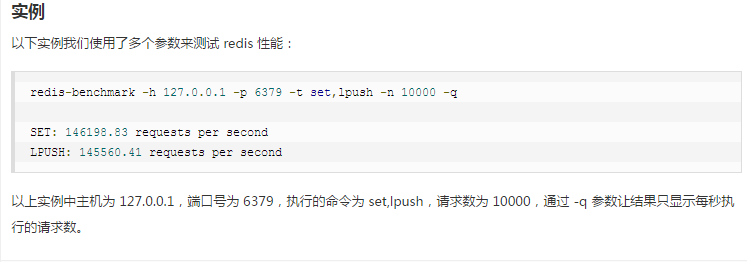 实例
以下实例我们使用了多个参数来测试 redis 性能：
redis-benchmark -h 127.0.0.1 -p 6379 -t set,lpush -n 10000 -q
SET: 146198.83 requests per second
LPUSH: 145560.41 requests per second
以上实例中主机为 127.0.0.1，端口号为 6379，执行的命令为 set,lpush，请求数为 10000，通过 -q 参数让结果只显示每秒执
行的请求数。